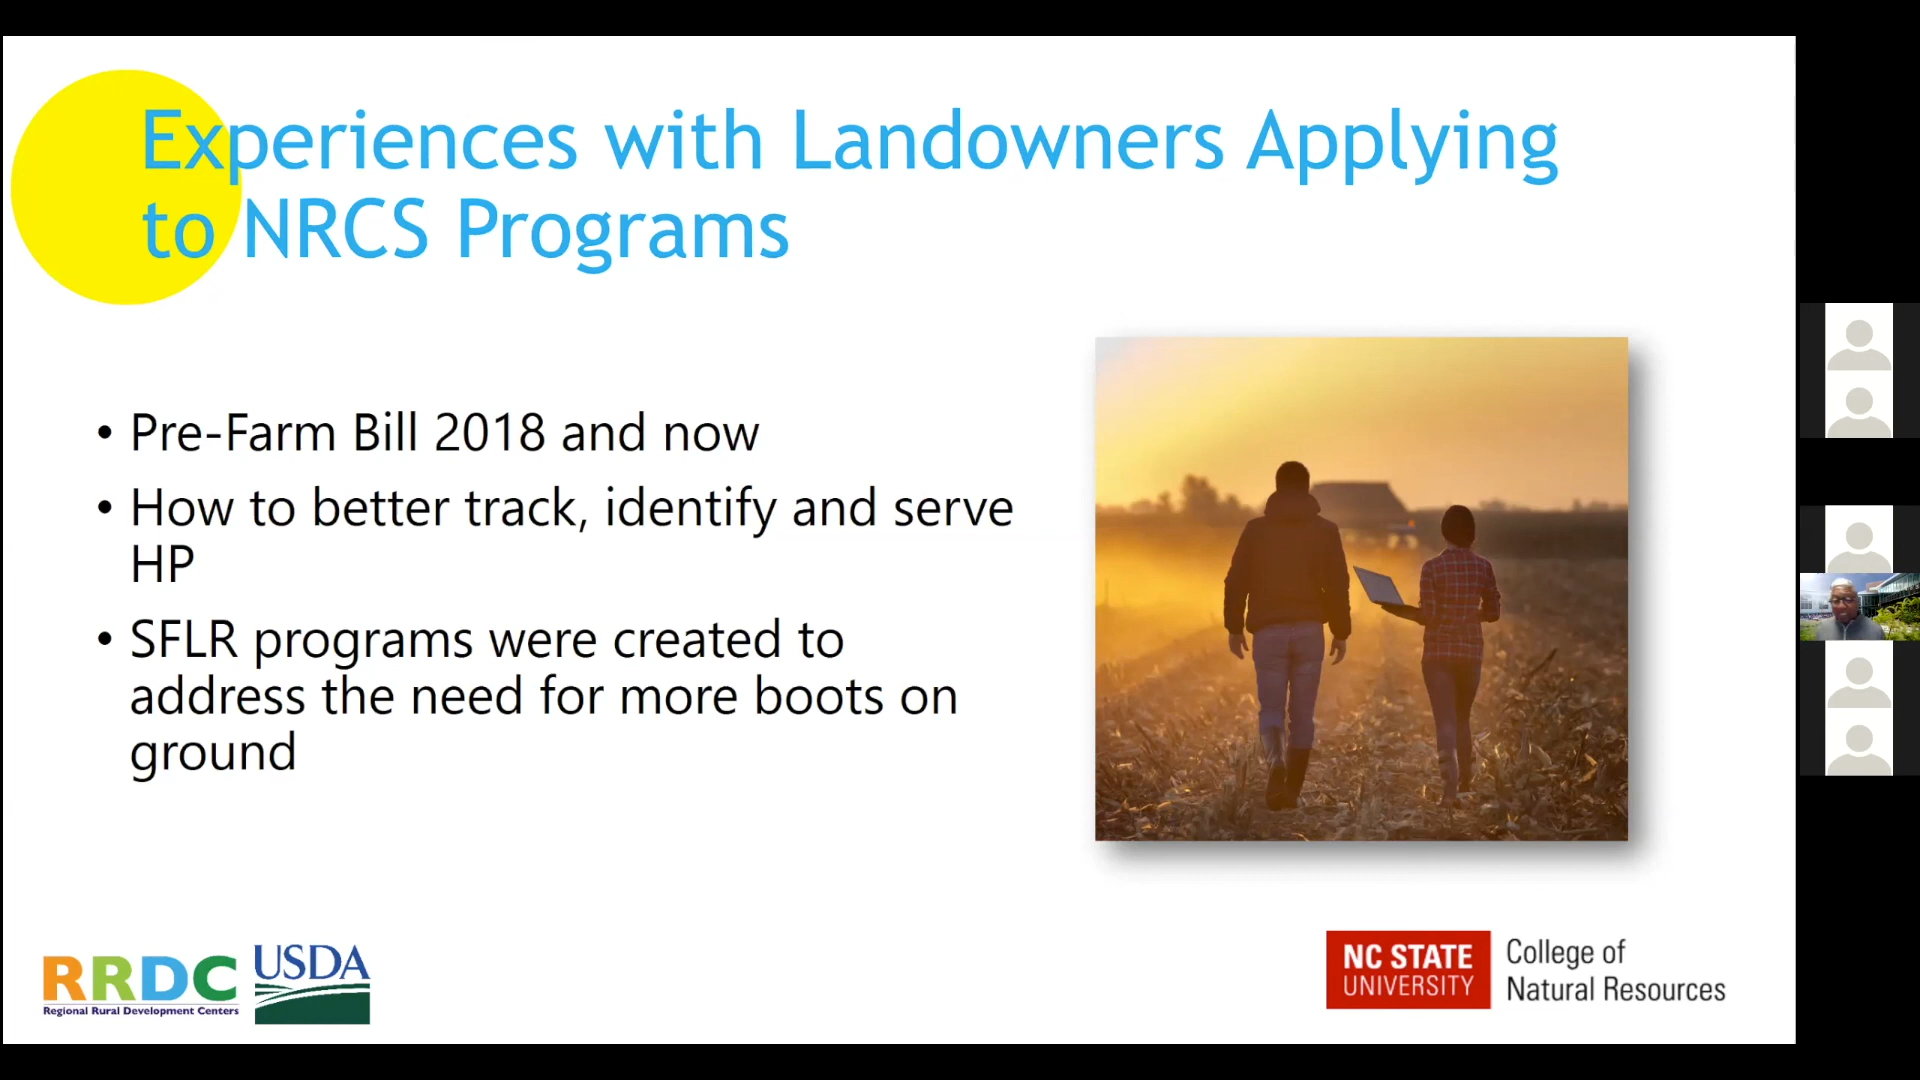 Experiences with Landowners Applying
to NRCS Programs
• Pre-Farm Bill 2018 and now
• How to better track, identify and serve
HP
• SFLR programs were created to
address the need for more boots on
ground
RRDC
Regional Rural Development Centers
USDA
NC STATE
UNIVERSITY
College of
Natural Resources